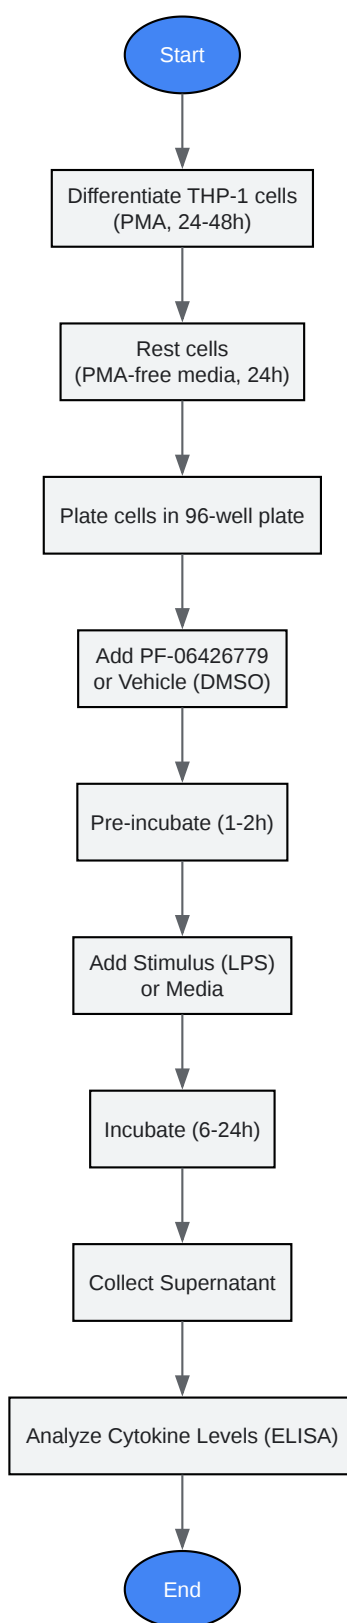 Start
Differentiate THP-1 cells
(PMA, 24-48h)
Rest cells
(PMA-free media, 24h)
Plate cells in 96-well plate
Add PF-06426779
or Vehicle (DMSO)
Pre-incubate (1-2h)
Add Stimulus (LPS)
or Media
Incubate (6-24h)
Collect Supernatant
Analyze Cytokine Levels (ELISA)
End